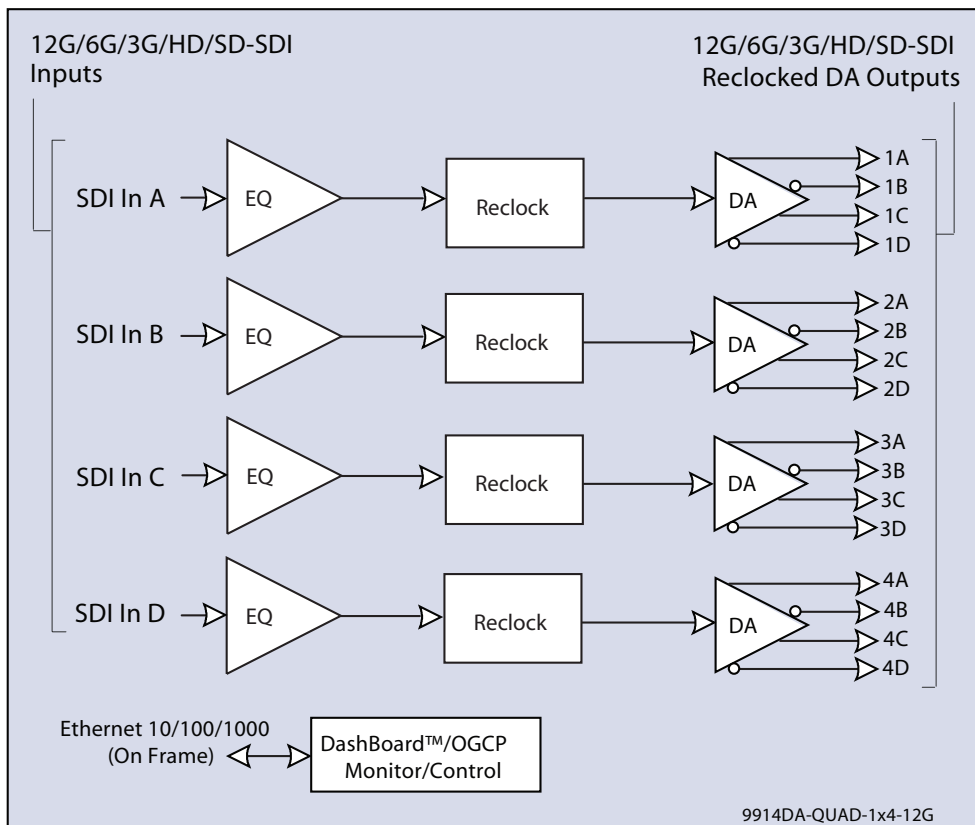 12G/6G/3G/HD/SD-SDI
Inputs
12G/6G/3G/HD/SD-SDI
Reclocked DA Outputs
SDI In A
EQ
Reclock
DA
1A
1B
1C
1D
SDI In B
EQ
Reclock
DA
2A
2B
2C
2D
SDI In C
EQ
Reclock
DA
3A
3B
3C
3D
SDI In D
EQ
Reclock
DA
4A
4B
4C
4D
Ethernet 10/100/1000
(On Frame)
DashBoard™/OGCP
Monitor/Control
9914DA-QUAD-1x4-12G